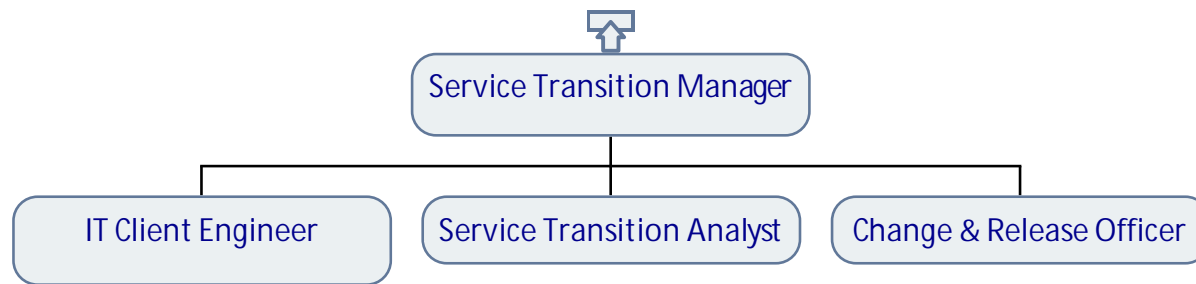 Service Transition Manager
IT Client Engineer
Service Transition Analyst
Change & Release Officer